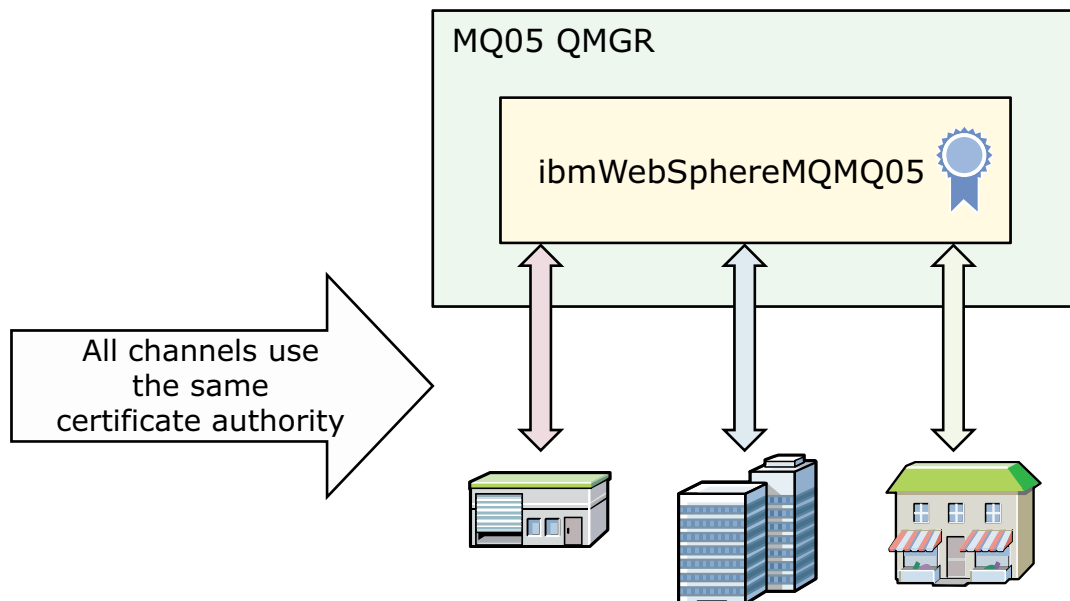 MQ05 QMGR
ibmWebSphereMQMQ05
All channels use
the same
certificate authority